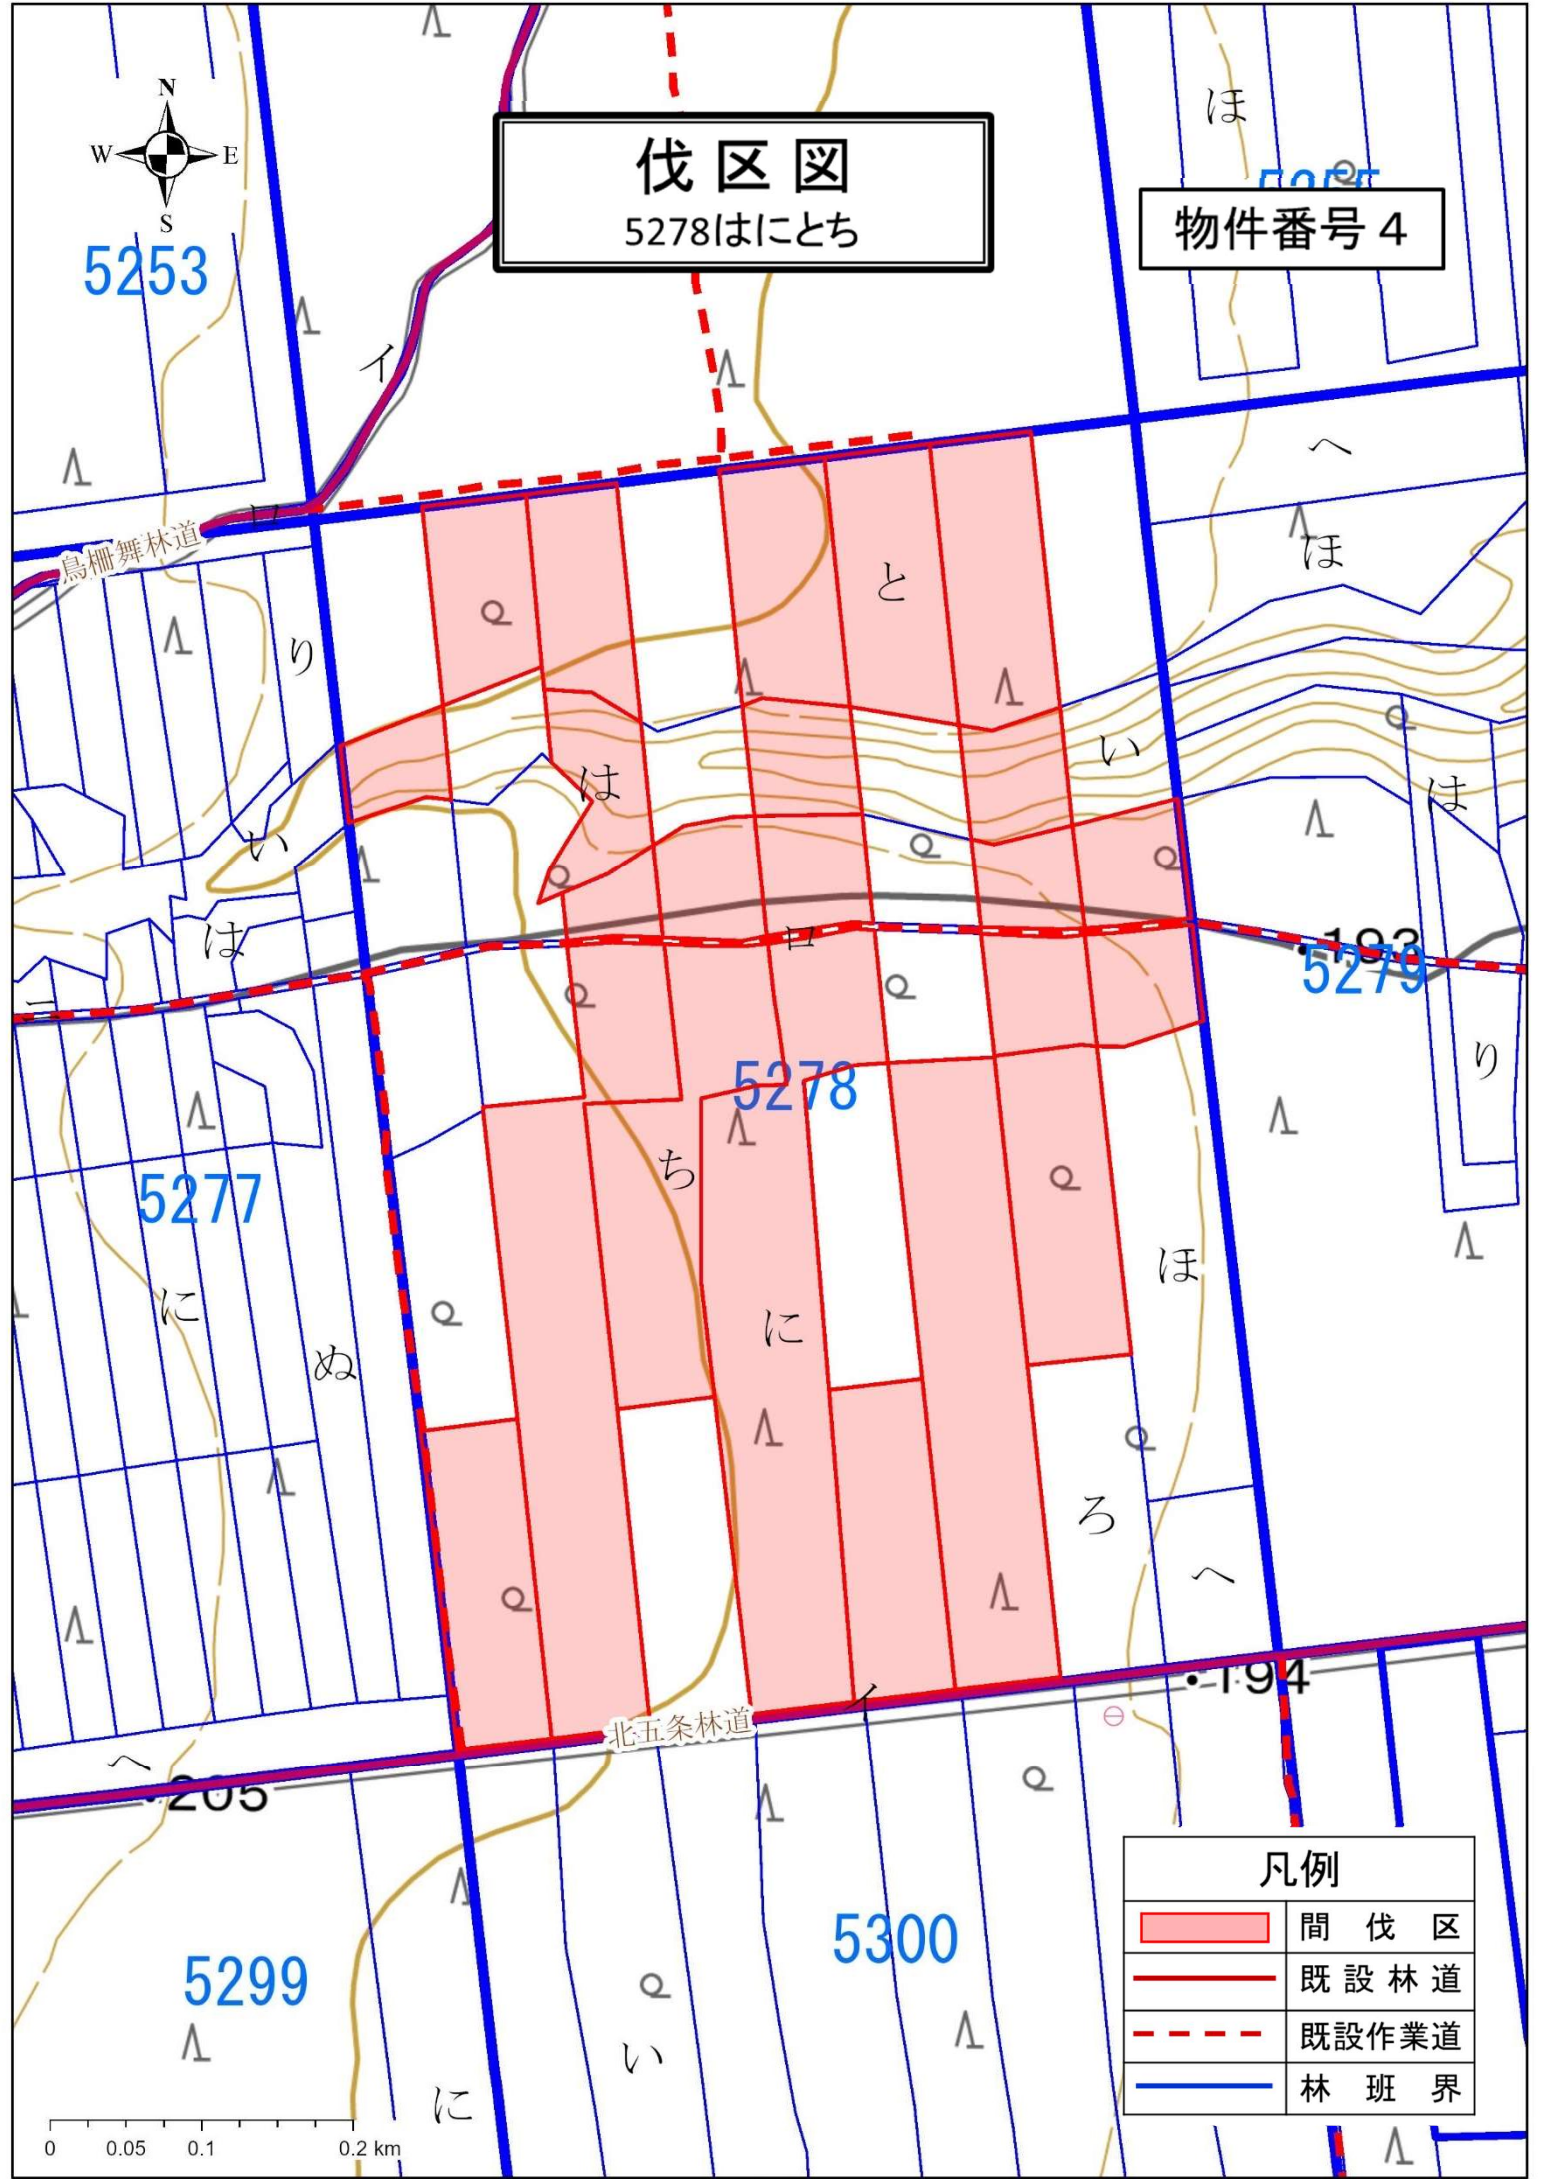 N
W
E
S
伐区図
5278はにとち
物件番号４
ほ
5253
イ
へ
ロ
鳥柵舞林道
ほ
と
り
い
は
は
い
は
ロ
193
5279
ニ
り
5278
ち
5277
ほ
に
に
ぬ
ろ
へ
194
イ
北五条林道
へ
205
5300
5299
い
に
凡例
間伐区
既設林道
既設作業道
林班界
0
0.05
0.1
0.2 km